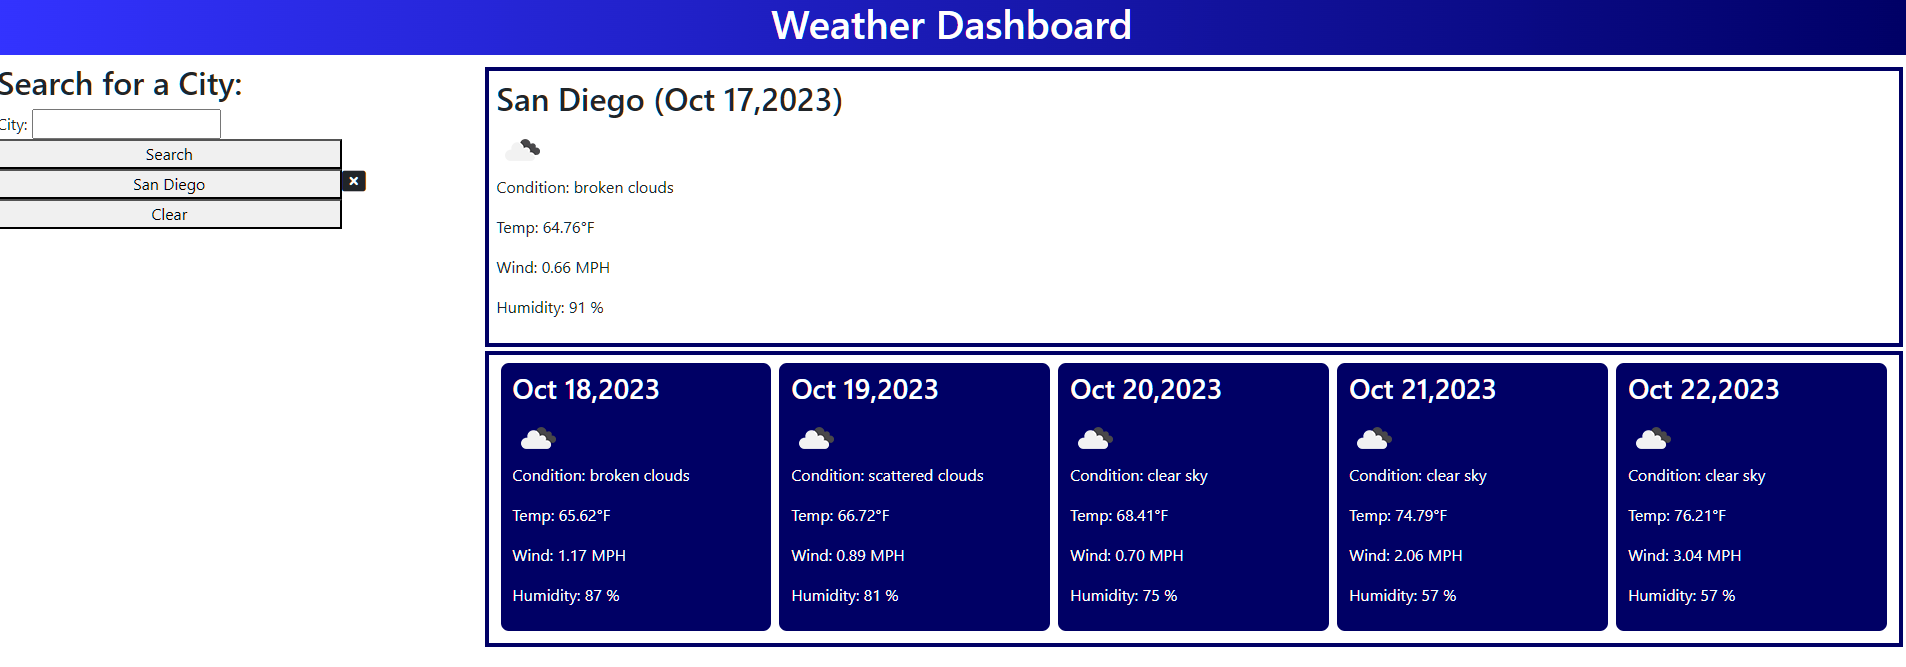 Weather Dashboard
Search for a City:
City:
Search
San Diego
Clear
San Diego (Oct 17,2023)
Condition: broken clouds
Temp: 64.76°F
Wind: 0.66 MPH
Humidity: 91 %
Oct 18,2023
Condition: broken clouds
Temp: 65.62°F
Wind: 1.17 MPH
Humidity: 87 %
Oct 19,2023
Condition: scattered clouds
Temp: 66.72°F
Wind: 0.89 MPH
Humidity: 81 %
Oct 20,2023
Condition: clear sky
Temp: 68.41°F
Wind: 0.70 MPH
Humidity: 75 %
Oct 21,2023
Condition: clear sky
Temp: 74.79°F
Wind: 2.06 MPH
Humidity: 57 %
Oct 22,2023
Condition: clear sky
Temp: 76.21°F
Wind: 3.04 MPH
Humidity: 57 %